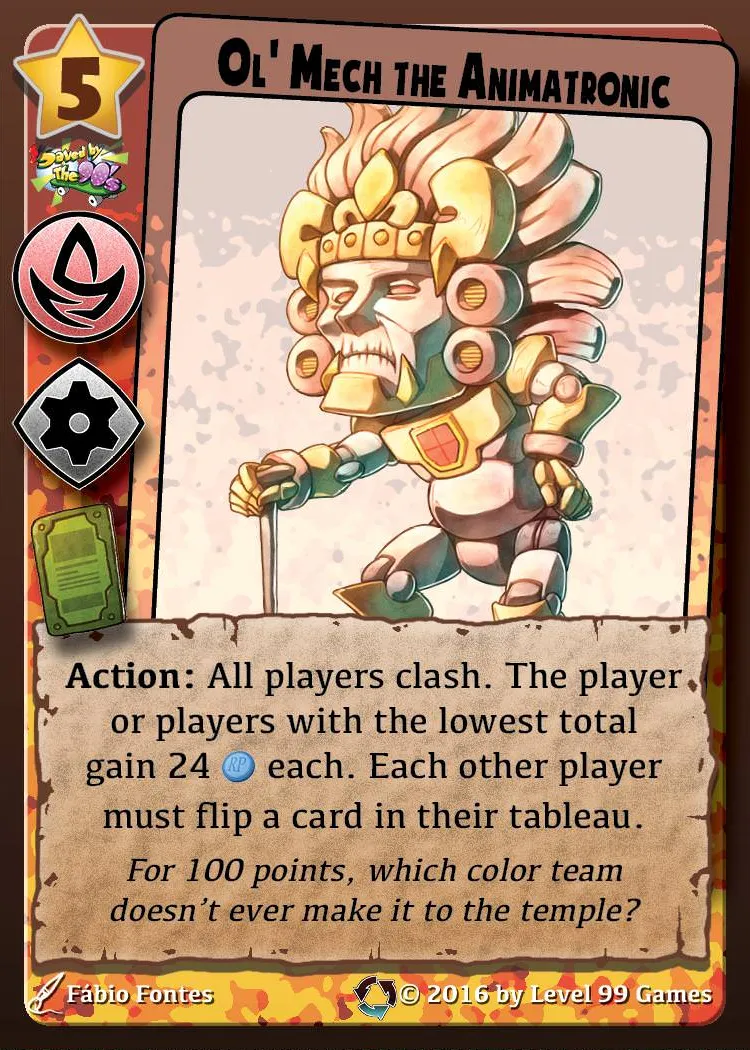 5
Ol' Mech the Animatronic
Saved by
The 90's
Action: All players clash. The player
or players with the lowest total
gain 24 RP each. Each other player
must flip a card in their tableau.
For 100 points, which color team
doesn't ever make it to the temple?
Fábio Fontes
© 2016 by Level 99 Games